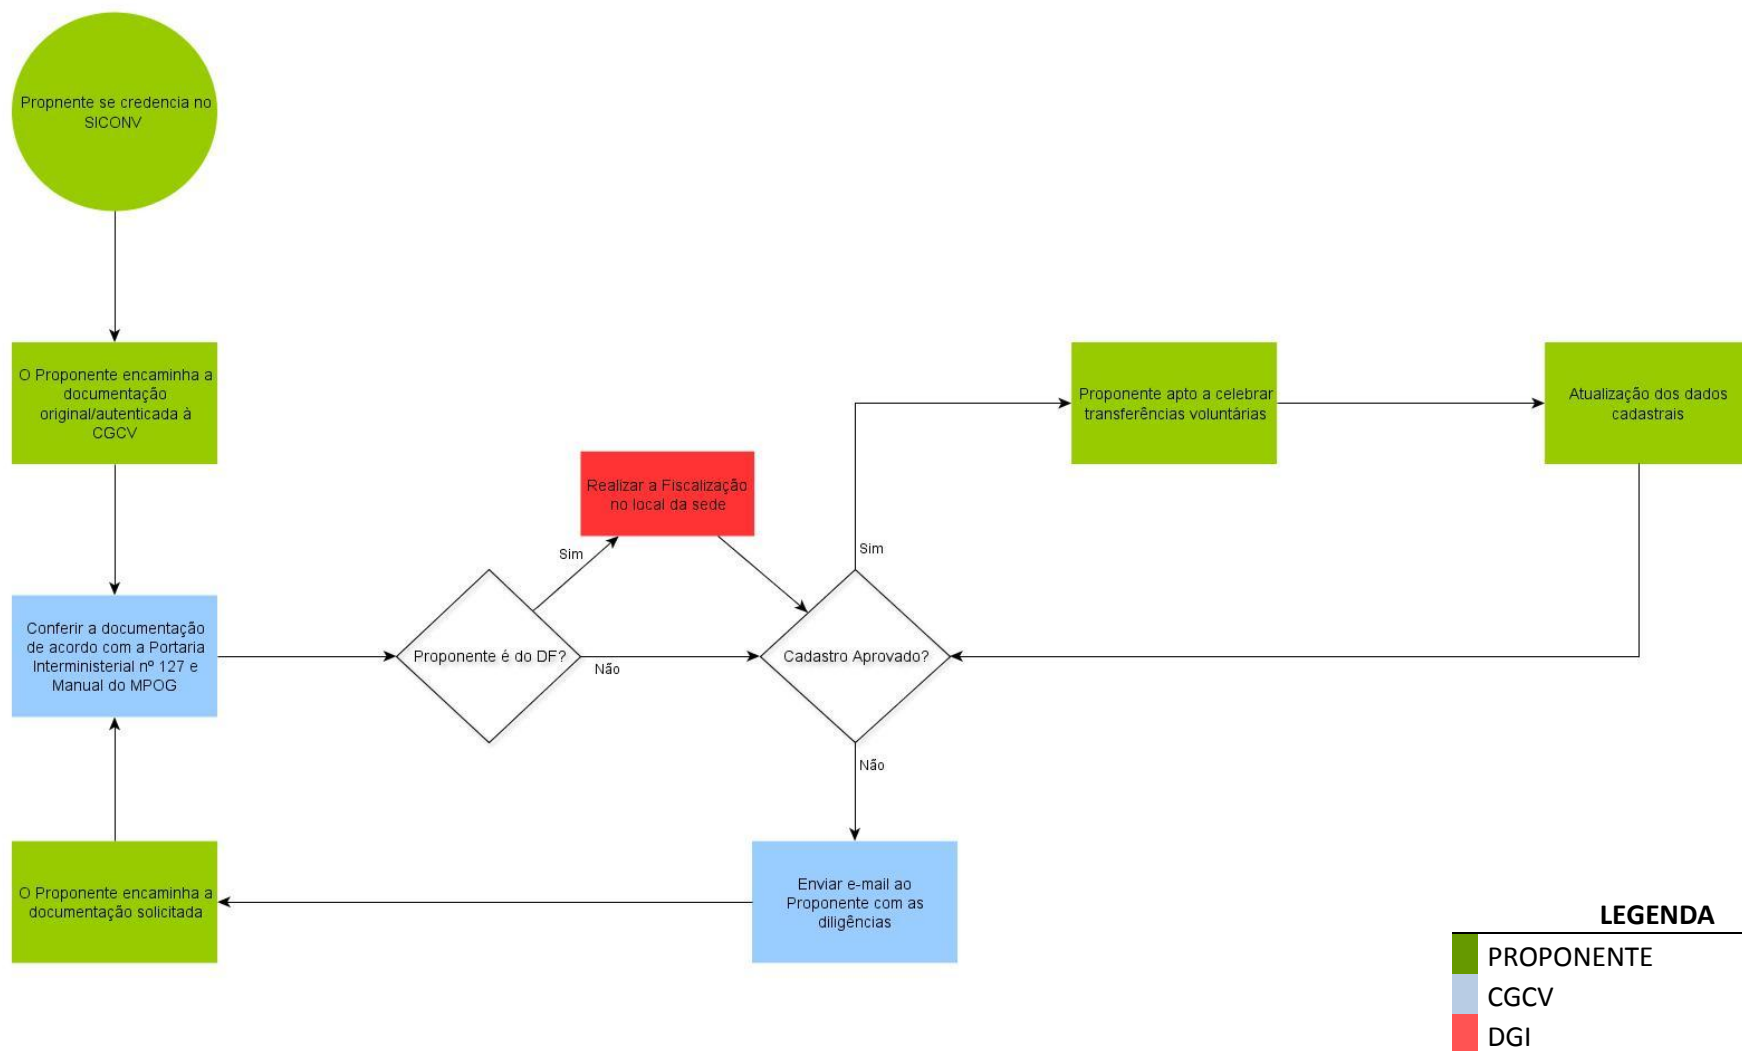 Propnente se credencia no
SICONV
O Proponente encaminha a
documentação
original/autenticada à
CGCV
Conferir a documentação
de acordo com a Portaria
Interministerial nº 127 e
Manual do MPOG
O Proponente encaminha a
documentação solicitada
Proponente é do DF?
Sim
Não
Realizar a Fiscalização
no local da sede
Cadastro Aprovado?
Sim
Não
Enviar e-mail ao
Proponente com as
diligências
Proponente apto a celebrar
transferências voluntárias
Atualização dos dados
cadastrais
LEGENDA
PROPONENTE
CGCV
DGI